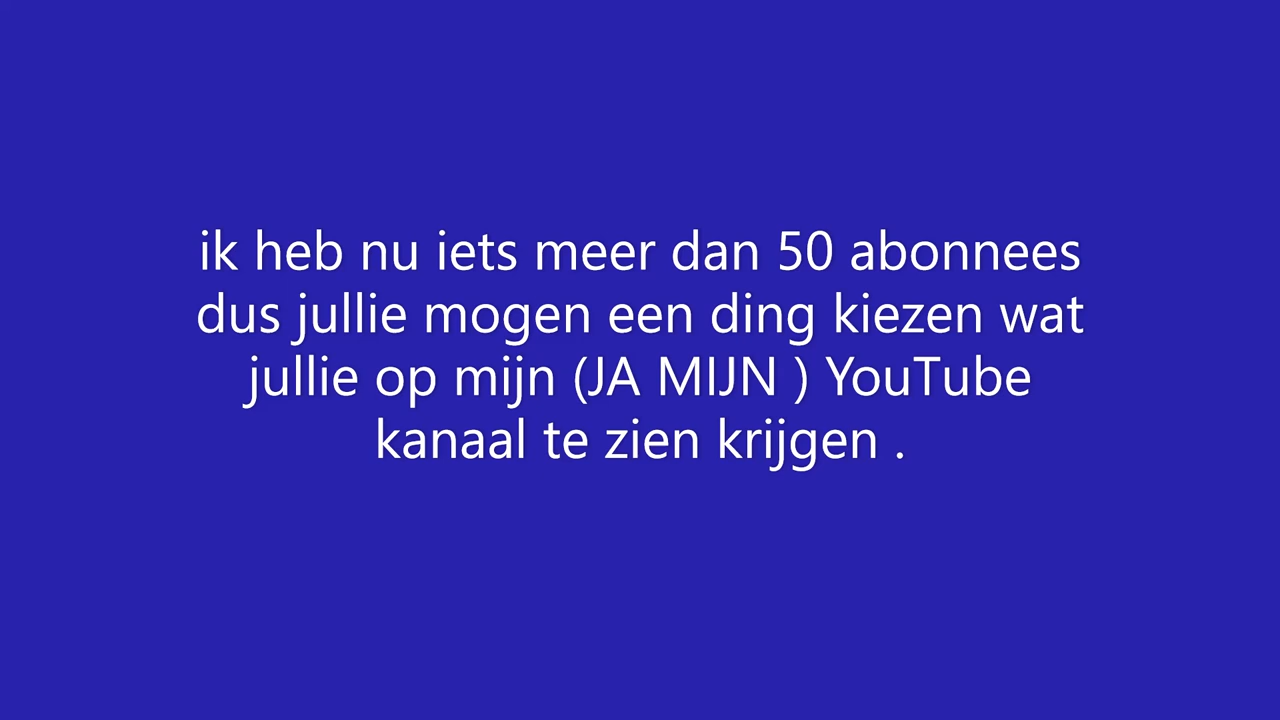 ik heb nu iets meer dan 50 abonnees
dus jullie mogen een ding kiezen wat
jullie op mijn (JA MIJN ) YouTube
kanaal te zien krijgen .